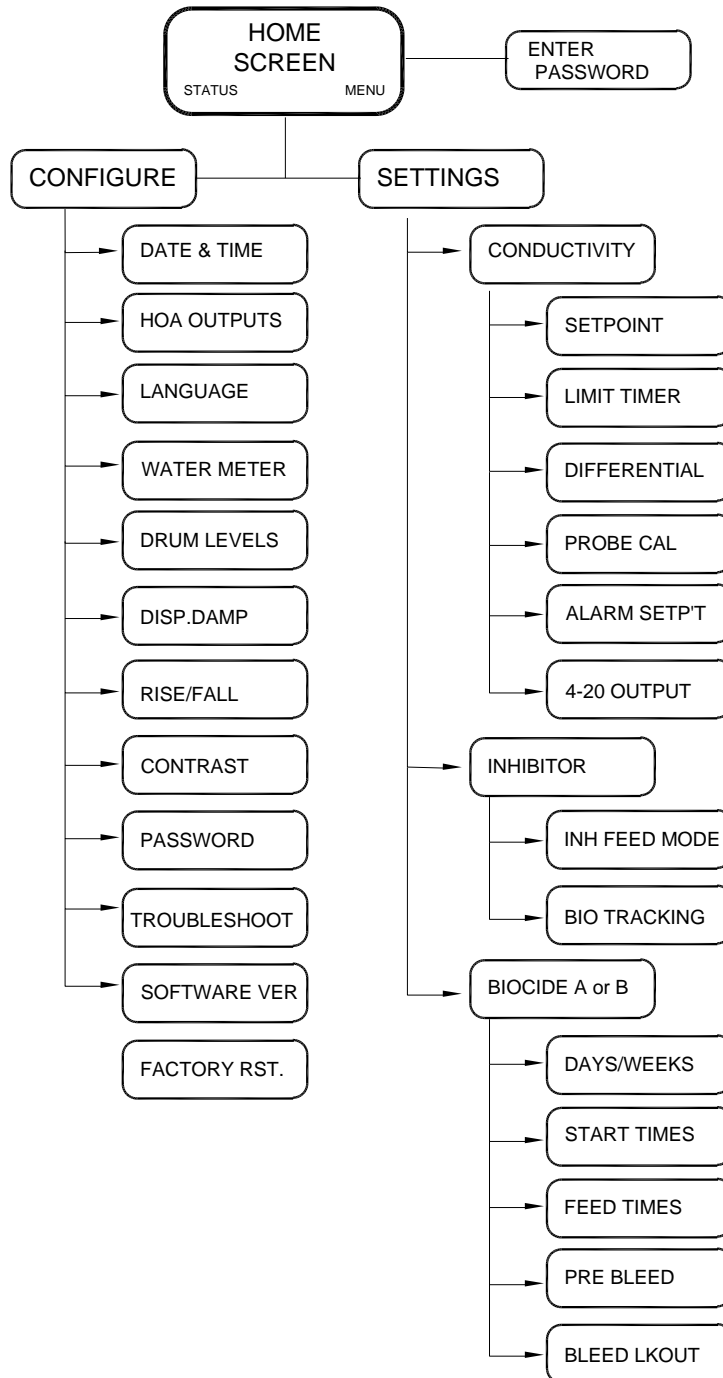 HOME
SCREEN
STATUS MENU
ENTER
PASSWORD
CONFIGURE
DATE & TIME
HOA OUTPUTS
LANGUAGE
WATER METER
DRUM LEVELS
DISP.DAMP
RISE/FALL
CONTRAST
PASSWORD
TROUBLESHOOT
SOFTWARE VER
FACTORY RST.
SETTINGS
CONDUCTIVITY
SETPOINT
LIMIT TIMER
DIFFERENTIAL
PROBE CAL
ALARM SETP'T
4-20 OUTPUT
INHIBITOR
INH FEED MODE
BIO TRACKING
BIOCIDE A or B
DAYS/WEEKS
START TIMES
FEED TIMES
PRE BLEED
BLEED LKOUT